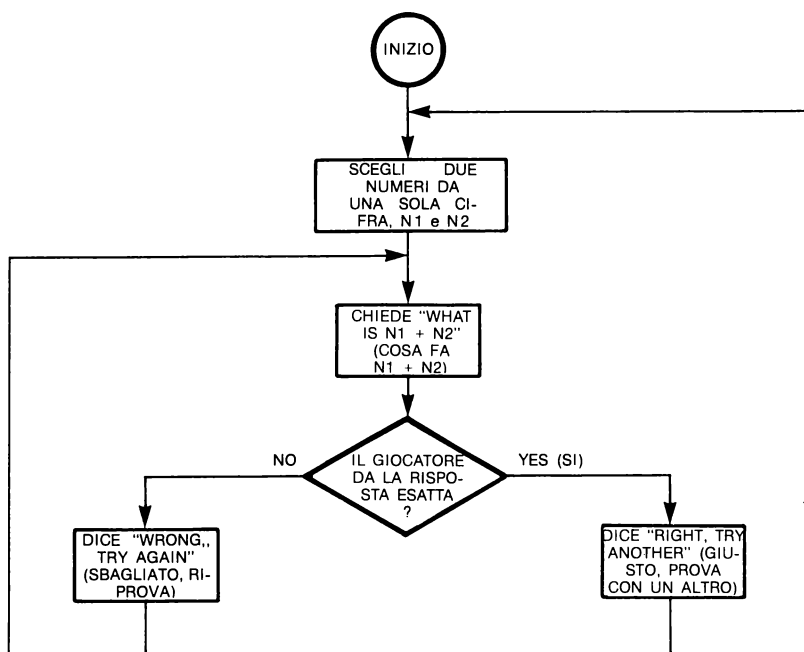 INIZIO
SCEGLI DUE
NUMERI DA
UNA SOLA CI-
FRA, N1 e N2
CHIEDE "WHAT
IS N1 + N2"
(COSA FA
N1 + N2)
NO
IL GIOCATORE
DA LA RISPO-
STA ESATTA
?
YES (SI)
DICE "WRONG,,
TRY AGAIN"
(SBAGLIATO, RI-
PROVA)
DICE "RIGHT, TRY
ANOTHER" (GIU-
STO, PROVA
CON UN ALTRO)